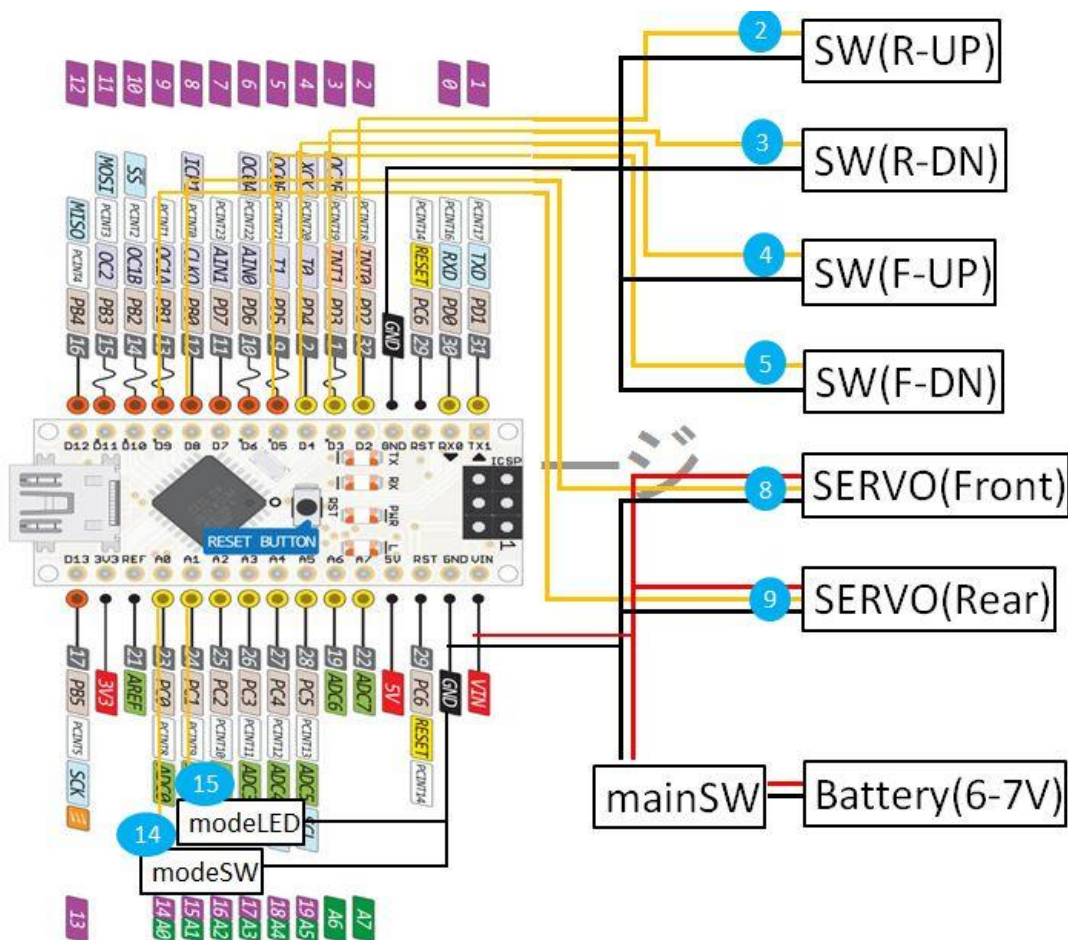 2
SW(R-UP)
3
SW(R-DN)
4
SW(F-UP)
5
SW(F-DN)
8
SERVO(Front)
9
SERVO(Rear)
mainSW
Battery(6-7V)
12 11 10 9 8 7 6 5 4 3 2 0 1
MOSI SS ICP1
MISO PCINT3 PCINT2 PCINT1 PCINT0 PCINT23 PCINT22 PCINT21 PCINT20 PCINT19 PCINT18 PCINT14 PCINT16 PCINT17
PCINT4 OC2 OC1B OC1A CLKO AIN1 AIN0 T1 T0 INT1 INT0 RESET RXD TXD
PB4 PB3 PB2 PB1 PB0 PD7 PD6 PD5 PD4 PD3 PD2 GND PC6 PD0 PD1
16 15 14 13 12 11 10 9 2 1 32 29 30 31
D12 D11 D10 D9 D8 D7 D6 D5 D4 D3 D2 GND RST RX0 TX1
TX
RX
PWR
L
RST
ICSP
1
RESET BUTTON
D13 3V3 REF A0 A1 A2 A3 A4 A5 A6 A7 5V RST GND VIN
17 21 23 24 25 26 27 28 19 22 29
PB5 3V3 AREF PC0 PC1 PC2 PC3 PC4 PC5 ADC6 ADC7 5V PC6 GND VIN
PCINT5 PCINT8 PCINT9 PCINT10 PCINT11 PCINT12 PCINT13 RESET
SCK ADC0 ADC5 PCINT14
15
modeLED
14
modeSW
13 14 A0 15 A1 16 A2 17 A3 18 A4 19 A5 A6 A7